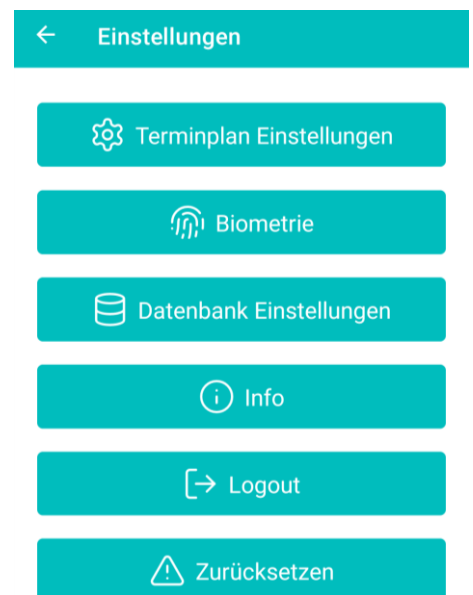 Einstellungen
Terminplan Einstellungen
Biometrie
Datenbank Einstellungen
Info
Logout
Zurücksetzen